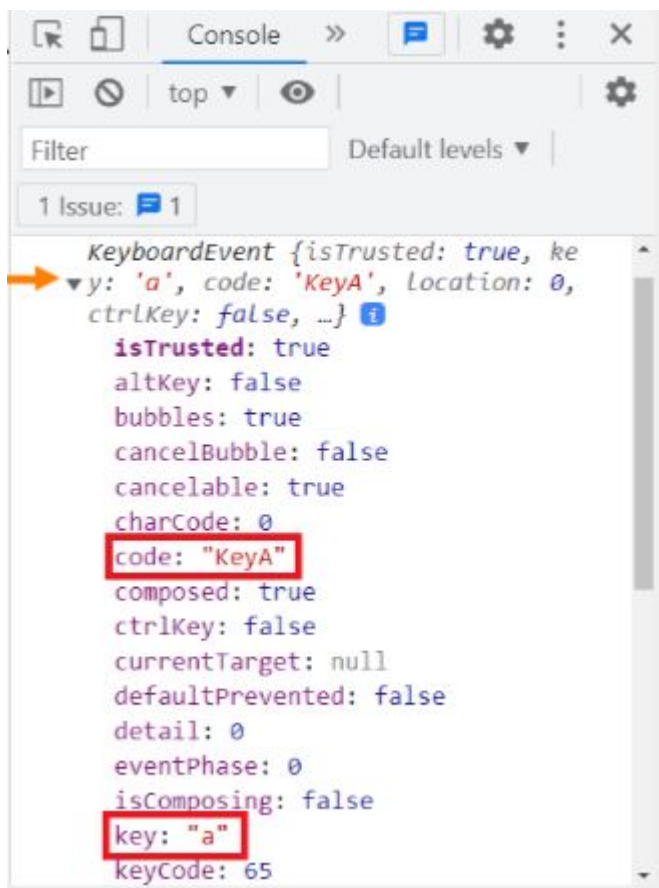 Console
top
Filter Default levels
1 Issue: 1
KeyboardEvent {isTrusted: true, ke
y: 'a', code: 'KeyA', location: 0,
ctrlKey: false, …}
isTrusted: true
altKey: false
bubbles: true
cancelBubble: false
cancelable: true
charCode: 0
code: "KeyA"
composed: true
ctrlKey: false
currentTarget: null
defaultPrevented: false
detail: 0
eventPhase: 0
isComposing: false
key: "a"
keyCode: 65